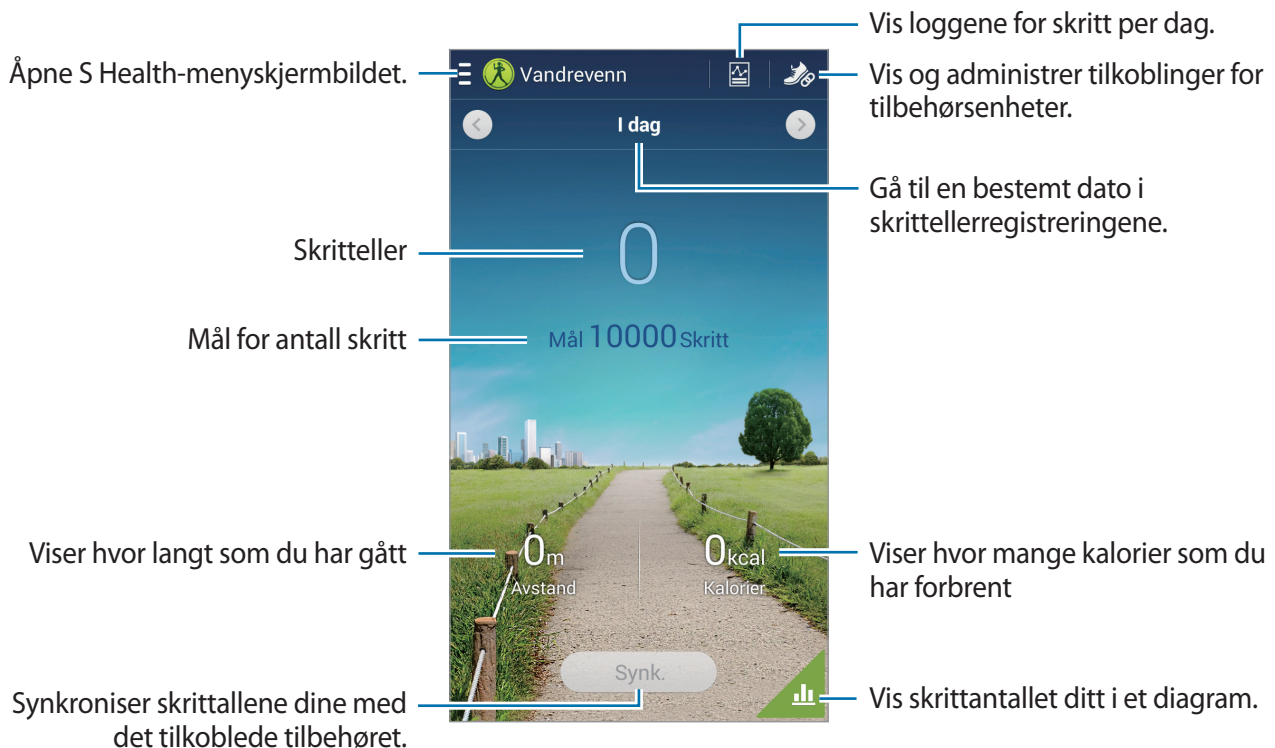 Vis loggene for skritt per dag.
Åpne S Health-menyskjermbildet.
Vandrevenn
Vis og administrer tilkoblinger for
tilbehørsenheter.
I dag
Gå til en bestemt dato i
skrittellerregistreringene.
Skritteller
0
Mål for antall skritt
Mål 10000 Skritt
Viser hvor langt som du har gått
0m
Avstand
0kcal
Kalorier
Viser hvor mange kalorier som du
har forbrent
Synk.
Synkroniser skrittallene dine med
det tilkoblede tilbehøret.
Vis skrittantallet ditt i et diagram.